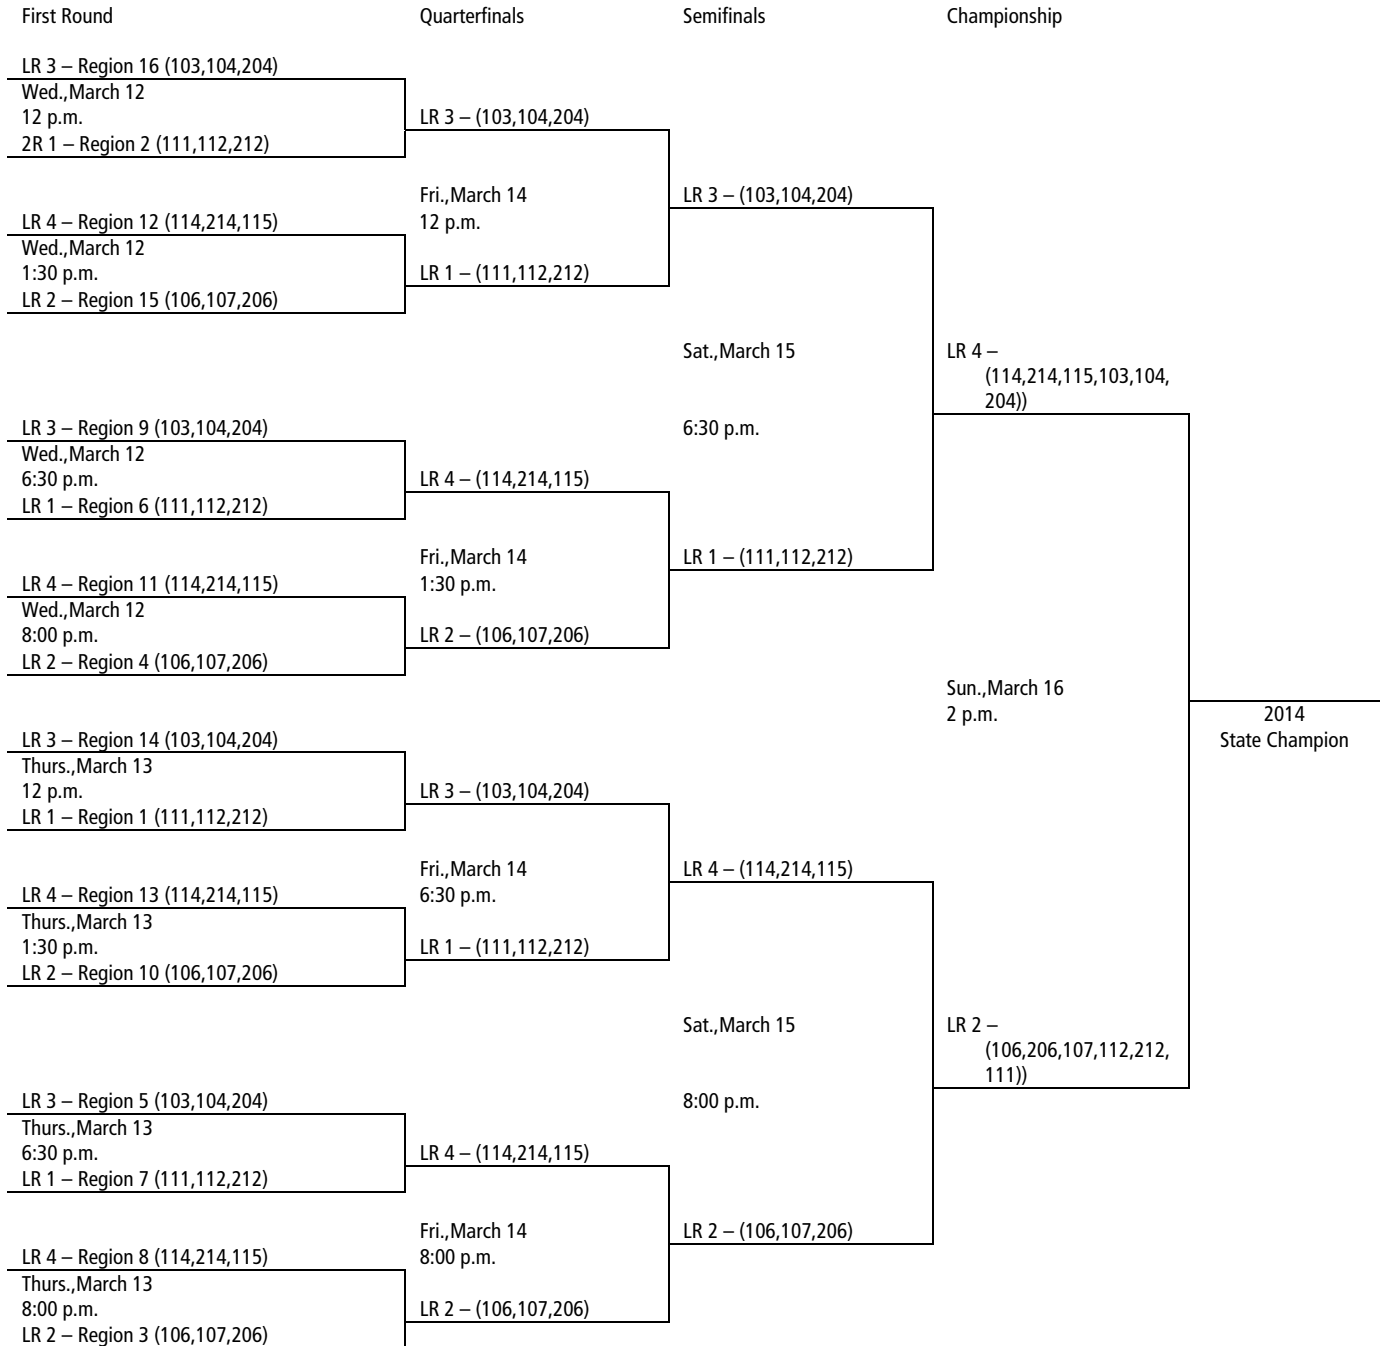 First Round
Quarterfinals
Semifinals
Championship
LR 3 – Region 16 (103,104,204)
Wed.,March 12
12 p.m.
2R 1 – Region 2 (111,112,212)
LR 4 – Region 12 (114,214,115)
Wed.,March 12
1:30 p.m.
LR 2 – Region 15 (106,107,206)
LR 3 – Region 9 (103,104,204)
Wed.,March 12
6:30 p.m.
LR 1 – Region 6 (111,112,212)
LR 4 – Region 11 (114,214,115)
Wed.,March 12
8:00 p.m.
LR 2 – Region 4 (106,107,206)
LR 3 – Region 14 (103,104,204)
Thurs.,March 13
12 p.m.
LR 1 – Region 1 (111,112,212)
LR 4 – Region 13 (114,214,115)
Thurs.,March 13
1:30 p.m.
LR 2 – Region 10 (106,107,206)
LR 3 – Region 5 (103,104,204)
Thurs.,March 13
6:30 p.m.
LR 1 – Region 7 (111,112,212)
LR 4 – Region 8 (114,214,115)
Thurs.,March 13
8:00 p.m.
LR 2 – Region 3 (106,107,206)
LR 3 – (103,104,204)
Fri.,March 14
12 p.m.
LR 1 – (111,112,212)
LR 4 – (114,214,115)
Fri.,March 14
1:30 p.m.
LR 2 – (106,107,206)
LR 3 – (103,104,204)
Fri.,March 14
6:30 p.m.
LR 1 – (111,112,212)
LR 4 – (114,214,115)
Fri.,March 14
8:00 p.m.
LR 2 – (106,107,206)
LR 3 – (103,104,204)
Sat.,March 15
6:30 p.m.
LR 1 – (111,112,212)
LR 4 – (114,214,115)
Sat.,March 15
8:00 p.m.
LR 2 – (106,107,206)
LR 4 –
(114,214,115,103,104,
204))
Sun.,March 16
2 p.m.
LR 2 –
(106,206,107,112,212,
111))
2014
State Champion